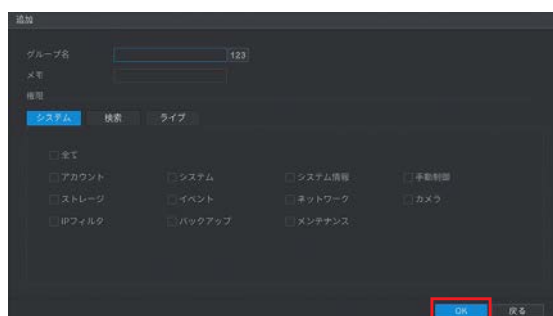 追加
グループ名 123
メモ
権限
システム 検索 ライブ
全て
アカウント システム システム情報 手動制御
ストレージ イベント ネットワーク カメラ
IPフィルタ バックアップ メンテナンス
OK 戻る